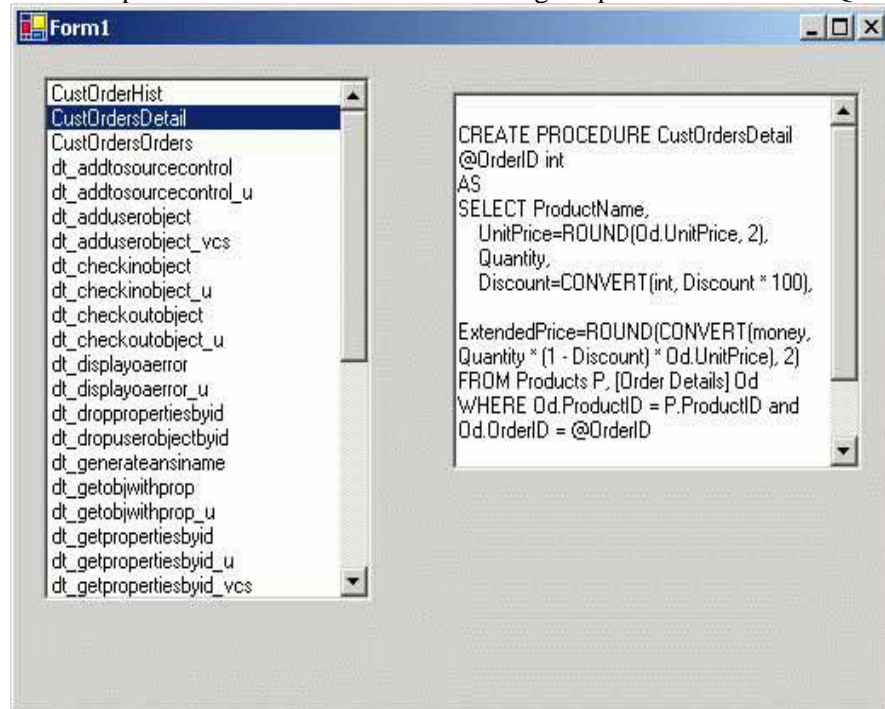 Form1
CustOrderHist
CustOrdersDetail
CustOrdersOrders
dt_addtosourcecontrol
dt_addtosourcecontrol_u
dt_adduserobject
dt_adduserobject_vcs
dt_checkinobject
dt_checkinobject_u
dt_checkoutobject
dt_checkoutobject_u
dt_displayoaerror
dt_displayoaerror_u
dt_droppropertiesbyid
dt_dropuserobjectbyid
dt_generateansiname
dt_getobjwithprop
dt_getobjwithprop_u
dt_getpropertiesbyid
dt_getpropertiesbyid_u
dt_getpropertiesbyid_vcs
CREATE PROCEDURE CustOrdersDetail
@OrderID int
AS
SELECT ProductName,
UnitPrice=ROUND(Od.UnitPrice, 2),
Quantity,
Discount=CONVERT(int, Discount * 100),
ExtendedPrice=ROUND(CONVERT(money,
Quantity * (1 - Discount) * Od.UnitPrice), 2)
FROM Products P, [Order Details] Od
WHERE Od.ProductID = P.ProductID and
Od.OrderID = @OrderID